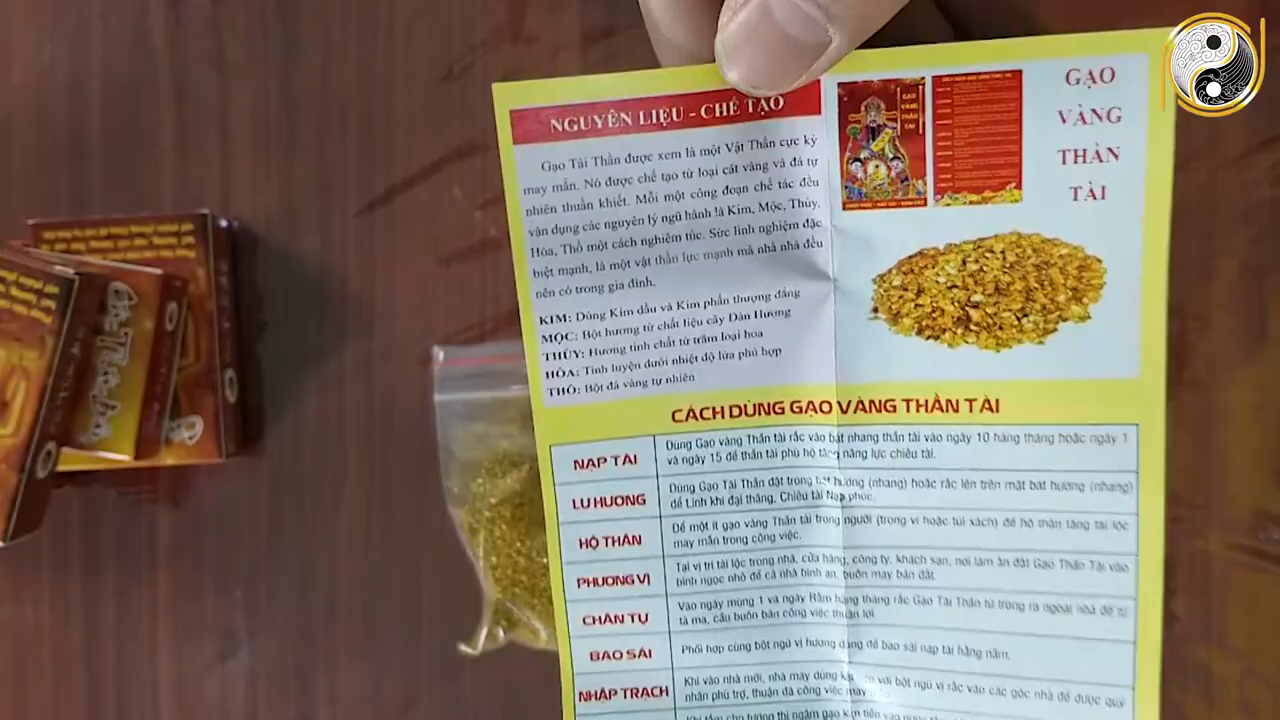 NGUYÊN LIỆU - CHẾ TẠO
Gạo Tài Thần được xem là một Vật Thần cực kỳ
may mắn. Nó được chế tạo từ loại cát vàng và đá tự
nhiên thuần khiết. Mỗi một công đoạn chế tác đều
vận dụng các nguyên lý ngũ hành là Kim, Mộc, Thủy,
Hỏa, Thổ một cách nghiêm túc. Sức linh nghiệm đặc
biệt mạnh, là một vật thần lực mạnh mà nhà nhà đều
nên có trong gia đình.
KIM: Dùng Kim dầu và Kim phấn thượng đẳng
MỘC: Bột hương từ chất liệu cây Đàn Hương
THỦY: Hương tinh chất từ trăm loại hoa
HỎA: Tinh luyện dưới nhiệt độ lửa phù hợp
THỔ: Bột đá vàng tự nhiên
GẠO
VÀNG
THẦN
TÀI
GẠO
VÀNG
THẦN
TÀI
CÁCH DÙNG GẠO VÀNG THẦN TÀI
NẠP TÀI
Dùng Gạo vàng Thần tài rắc vào bát nhang thần tài vào ngày 10 hàng tháng hoặc ngày 1
và ngày 15 để thần tài phù hộ tăng năng lực chiêu tài.
LƯ HƯƠNG
Dùng Gạo Tài Thần đặt trong bát hương (nhang) hoặc rắc lên trên mặt bát hương (nhang)
để Linh khí đại thăng, Chiêu tài Nạp phúc.
HỘ THÂN
Để một ít gạo vàng Thần tài trong người (trong ví hoặc túi xách) để hộ thân tăng tài lộc
may mắn trong công việc.
PHƯƠNG VỊ
Tại vị trí tài lộc trong nhà, cửa hàng, công ty, khách sạn, nơi làm ăn đặt Gạo Thần Tài vào
bình ngọc nhỏ để cả nhà bình an, buôn may bán đắt.
CHẤN TỰ
Vào ngày mùng 1 và ngày Rằm hàng tháng rắc Gạo Tài Thần từ trong ra ngoài nhà để trừ
tà ma, cầu buôn bán công việc thuận lợi
BAO SÁI
Phối hợp cùng bột ngũ vị hương dùng để bao sái nạp tài hằng năm.
NHẬP TRẠCH
Khi vào nhà mới, nhà máy dùng với bột ngũ vị rắc vào các góc nhà để được quý
nhân phù trợ, thuận đà công việc may